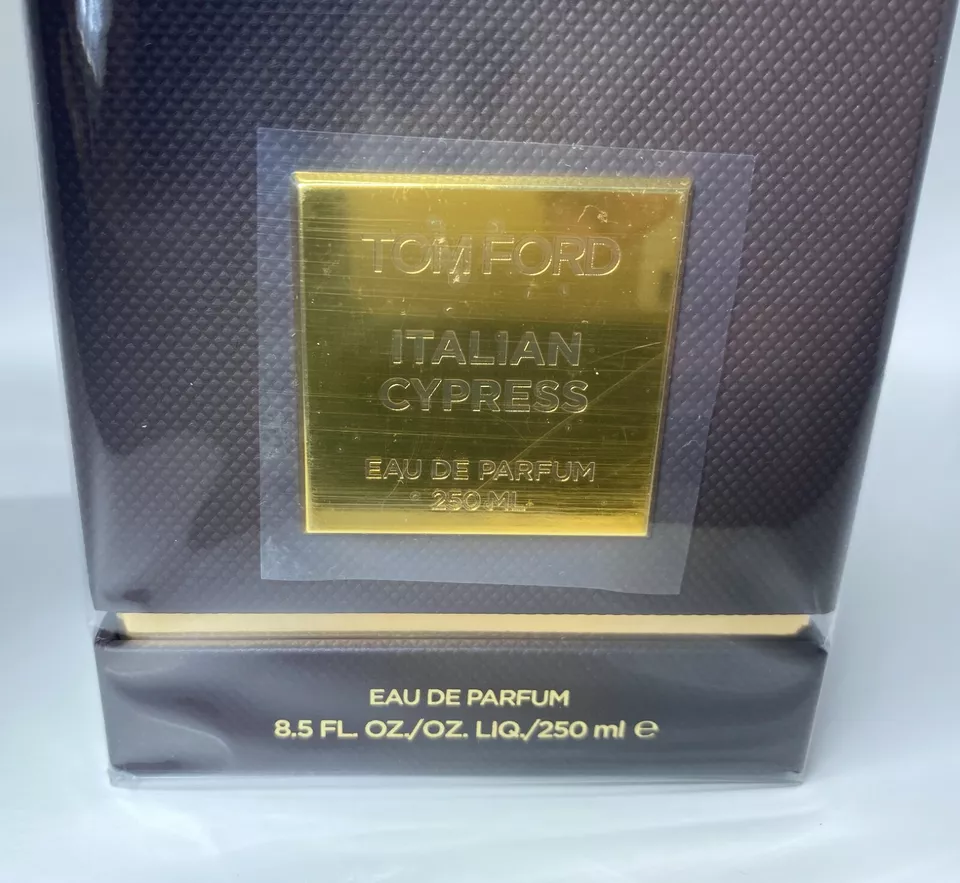 TOM FORD
ITALIAN
CYPRESS
EAU DE PARFUM
250 ML
EAU DE PARFUM
8.5 FL. OZ./OZ. LIQ./250 ml ℮